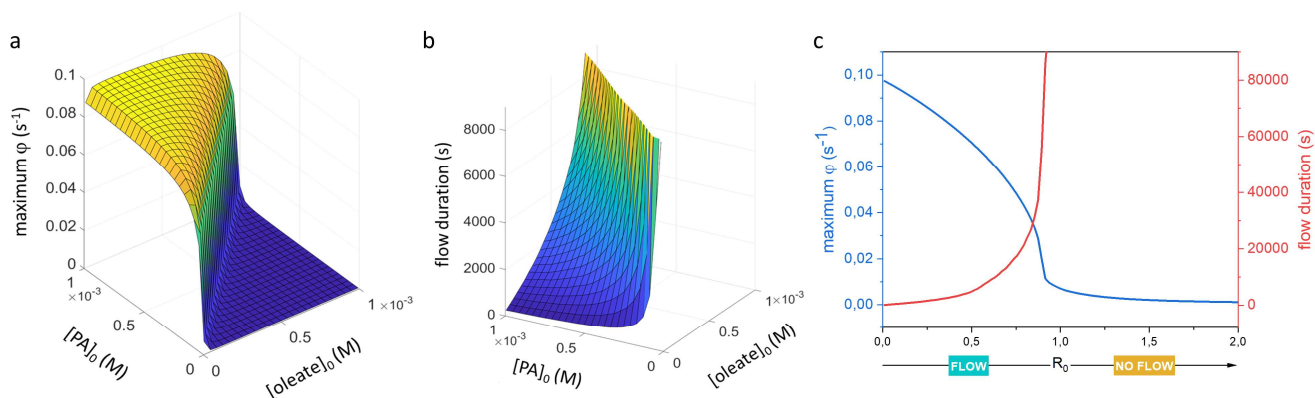 a
maximum φ (s-1)
0.1
0.08
0.06
0.04
0.02
0
1
×10-3
0.5
0
[PA]0 (M)
0
0.5
1
×10-3
[oleate]0 (M)
b
flow duration (s)
8000
6000
4000
2000
0
1
×10-3
0.5
0
[PA]0 (M)
0
0.5
1
×10-3
[oleate]0 (M)
c
maximum φ (s−1)
0,10
0,08
0,06
0,04
0,02
0,00
80000
60000
40000
20000
0
flow duration (s)
0,0 0,5 1,0 1,5 2,0
FLOW R0 NO FLOW